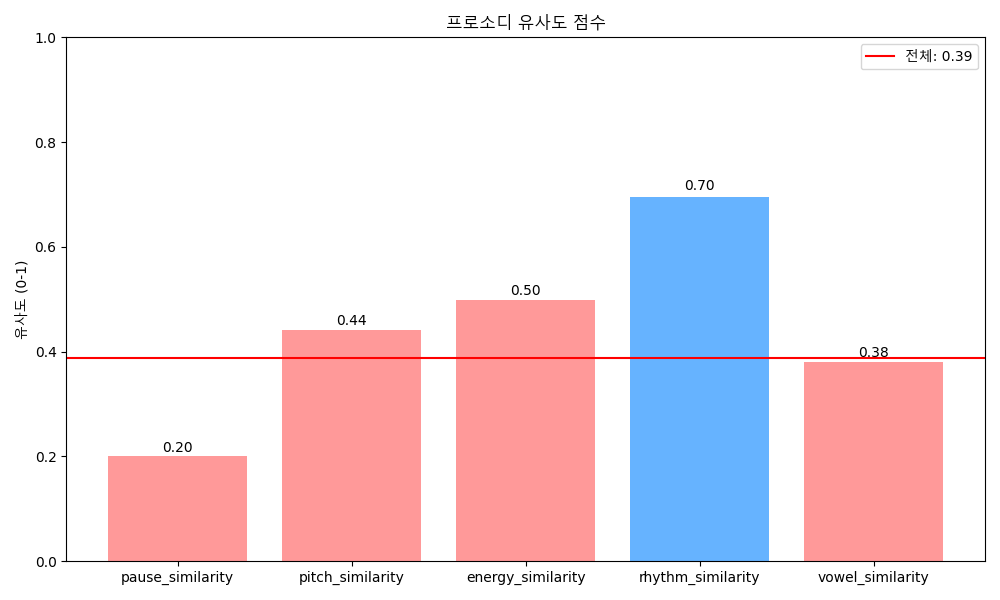 프로소디 유사도 점수
전체: 0.39
유사도 (0-1)
1.0
0.8
0.6
0.4
0.2
0.0
0.20
0.44
0.50
0.70
0.38
pause_similarity
pitch_similarity
energy_similarity
rhythm_similarity
vowel_similarity